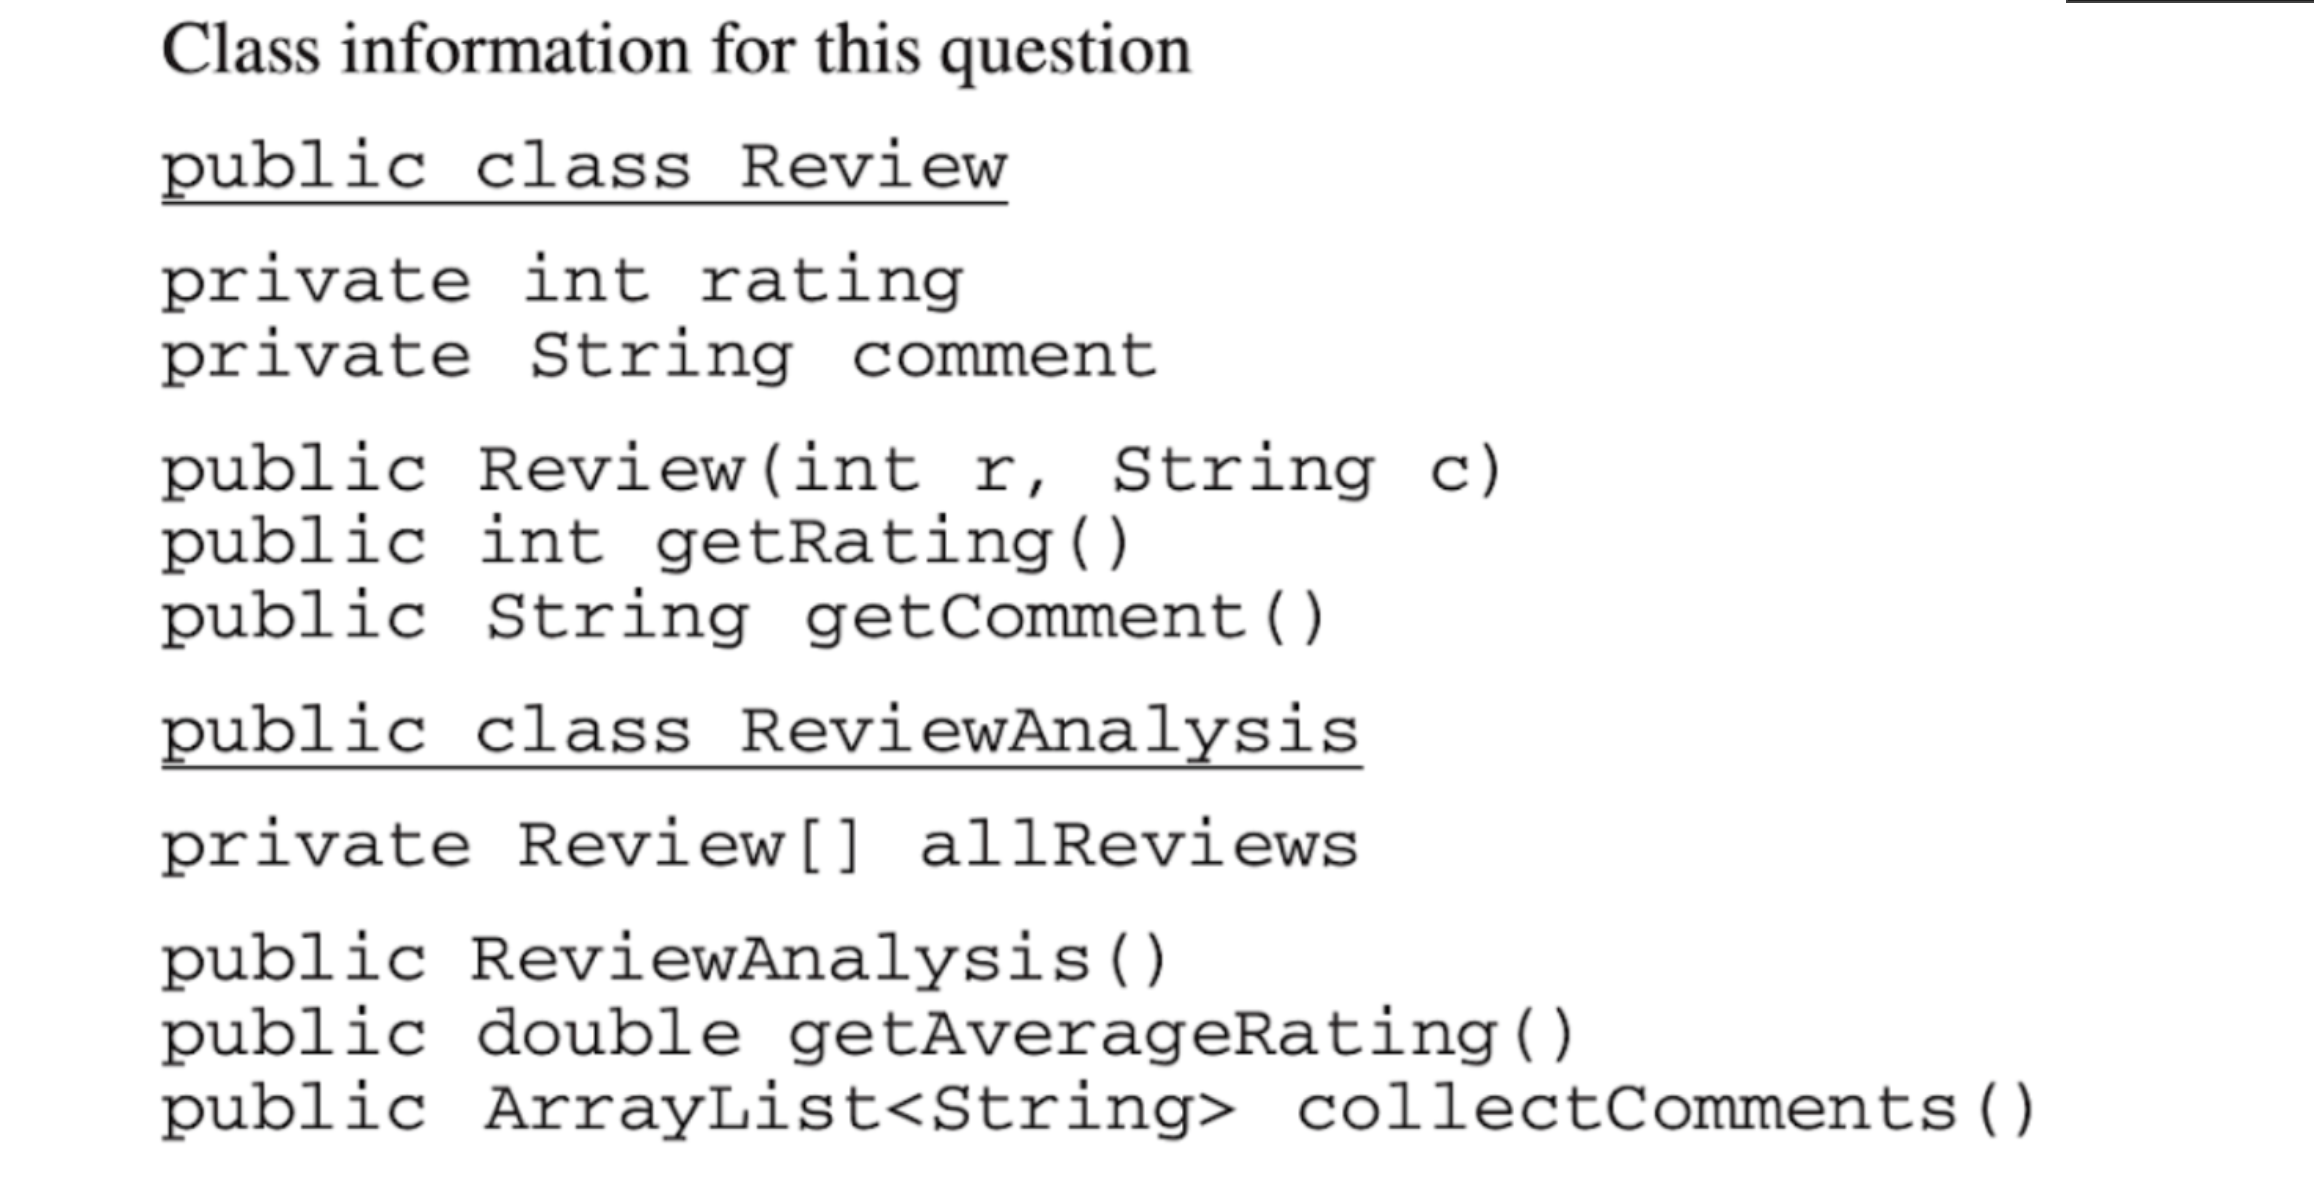 Class information for this question
public class Review
private int rating
private String comment
public Review(int r, String c)
public int getRating()
public String getComment()
public class ReviewAnalysis
private Review[] allReviews
public ReviewAnalysis()
public double getAverageRating()
public ArrayList<String> collectComments()